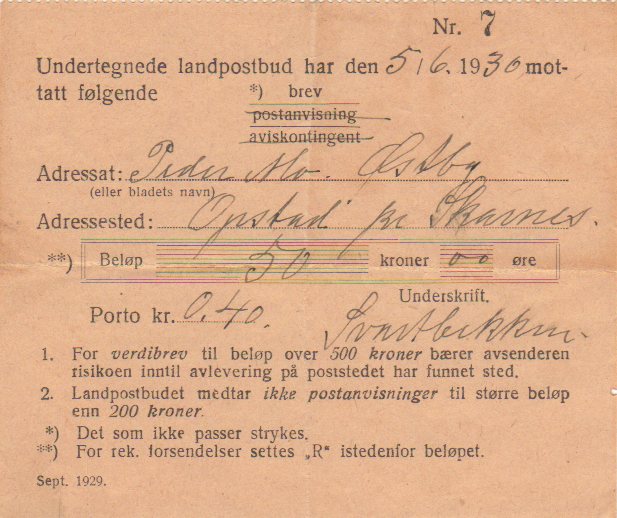 Nr. 7
Undertegnede landpostbud har den 5/6. 1930 mot-
tatt følgende *) brev
postanvisning
aviskontingent
Adressat: Peder Mo. Østby
(eller bladets navn)
Adressested: Opstad pr Skarnes.
**) Beløp 50 kroner 00 øre
Underskrift.
Porto kr. 0.40. Svartbekken
1. For verdibrev til beløp over 500 kroner bærer avsenderen
risikoen inntil avlevering på poststedet har funnet sted.
2. Landpostbudet medtar ikke postanvisninger til større beløp
enn 200 kroner.
*) Det som ikke passer strykes.
**) For rek. forsendelser settes „R“ istedenfor beløpet.
Sept. 1929.